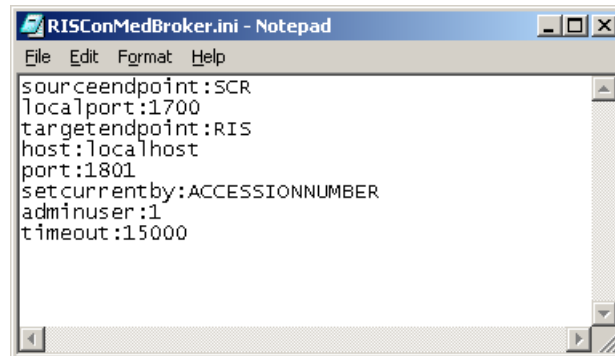 RISConMedBroker.ini - Notepad
File Edit Format Help
sourceendpoint:SCR
localport:1700
targetendpoint:RIS
host:localhost
port:1801
setcurrentby:ACCESSIONNUMBER
adminuser:1
timeout:15000